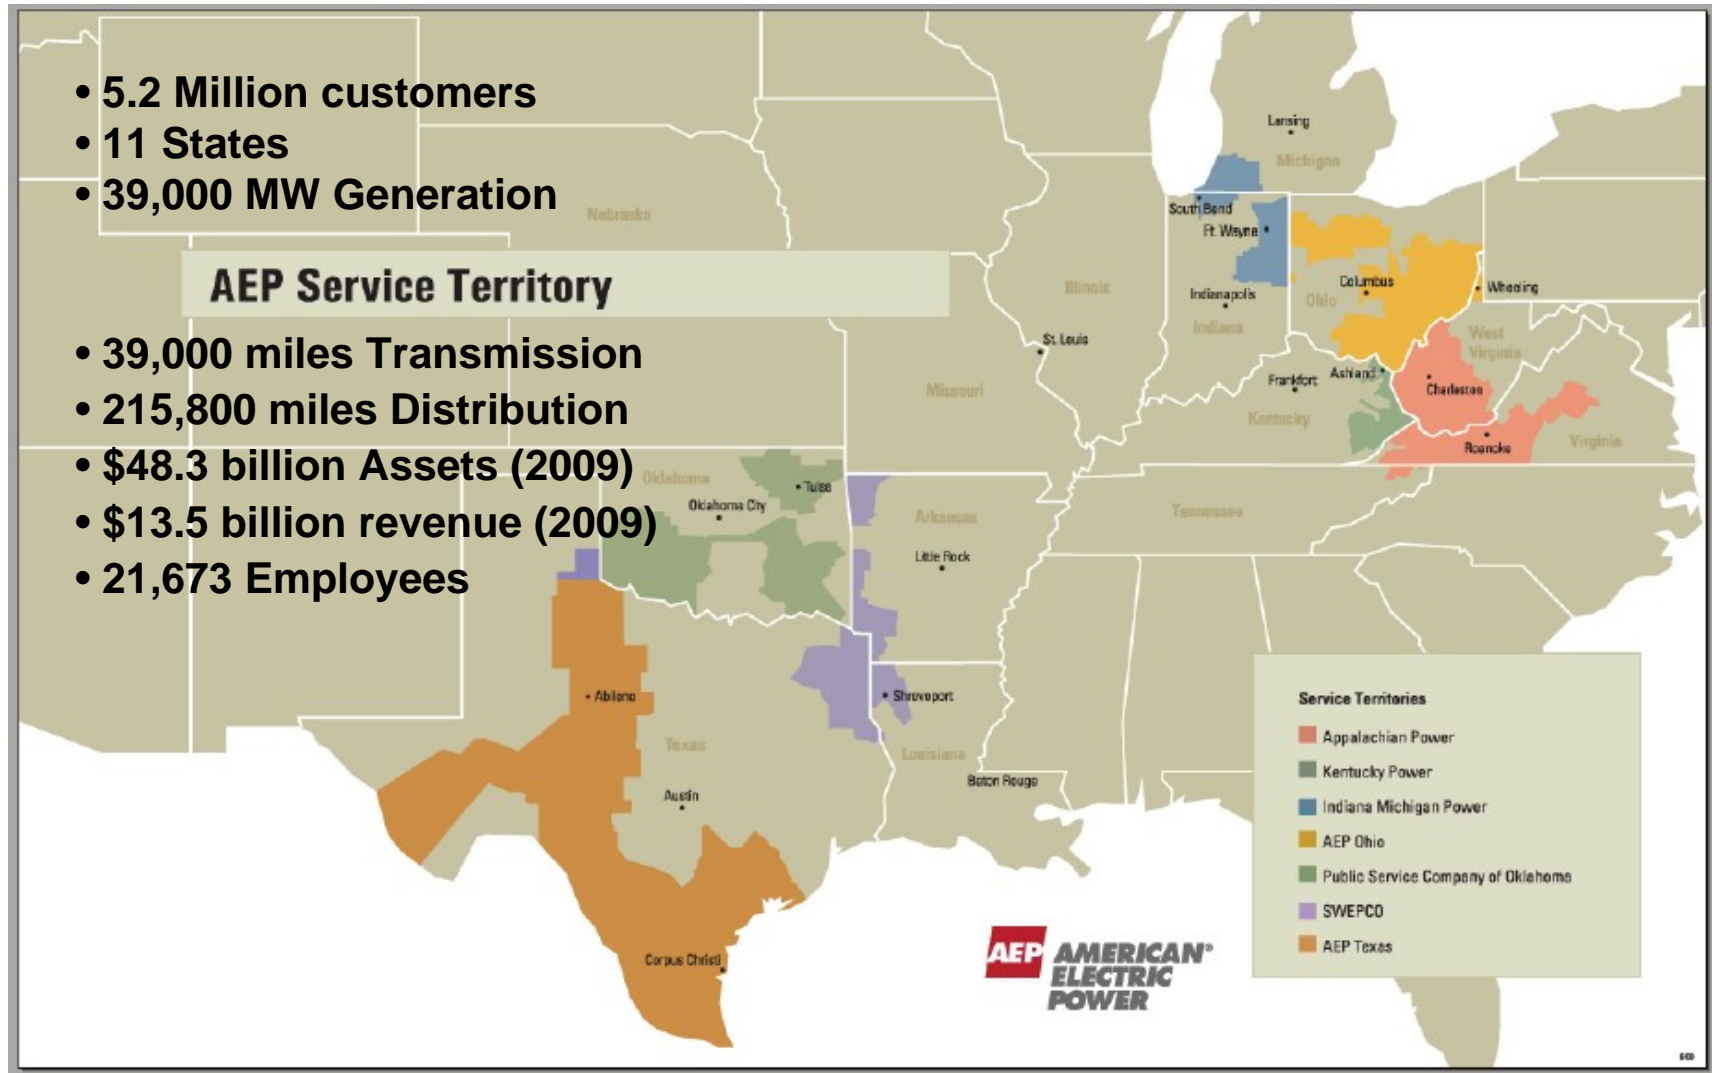 • 5.2 Million customers
• 11 States
• 39,000 MW Generation
AEP Service Territory
• 39,000 miles Transmission
• 215,800 miles Distribution
• $48.3 billion Assets (2009)
• $13.5 billion revenue (2009)
• 21,673 Employees
Nebraska
Lansing
Michigan
South Bend
Ft. Wayne
Illinois
Indianapolis
Indiana
Ohio
Columbus
Wheeling
St. Louis
Missouri
Frankfort
Ashland
Kentucky
West
Virginia
Charleston
Roanoke
Virginia
Oklahoma
Tulsa
Oklahoma City
Arkansas
Little Rock
Tennessee
Abilene
Shreveport
Texas
Louisiana
Baton Rouge
Austin
Corpus Christi
Service Territories
Appalachian Power
Kentucky Power
Indiana Michigan Power
AEP Ohio
Public Service Company of Oklahoma
SWEPCO
AEP Texas
AEP AMERICAN®
ELECTRIC
POWER